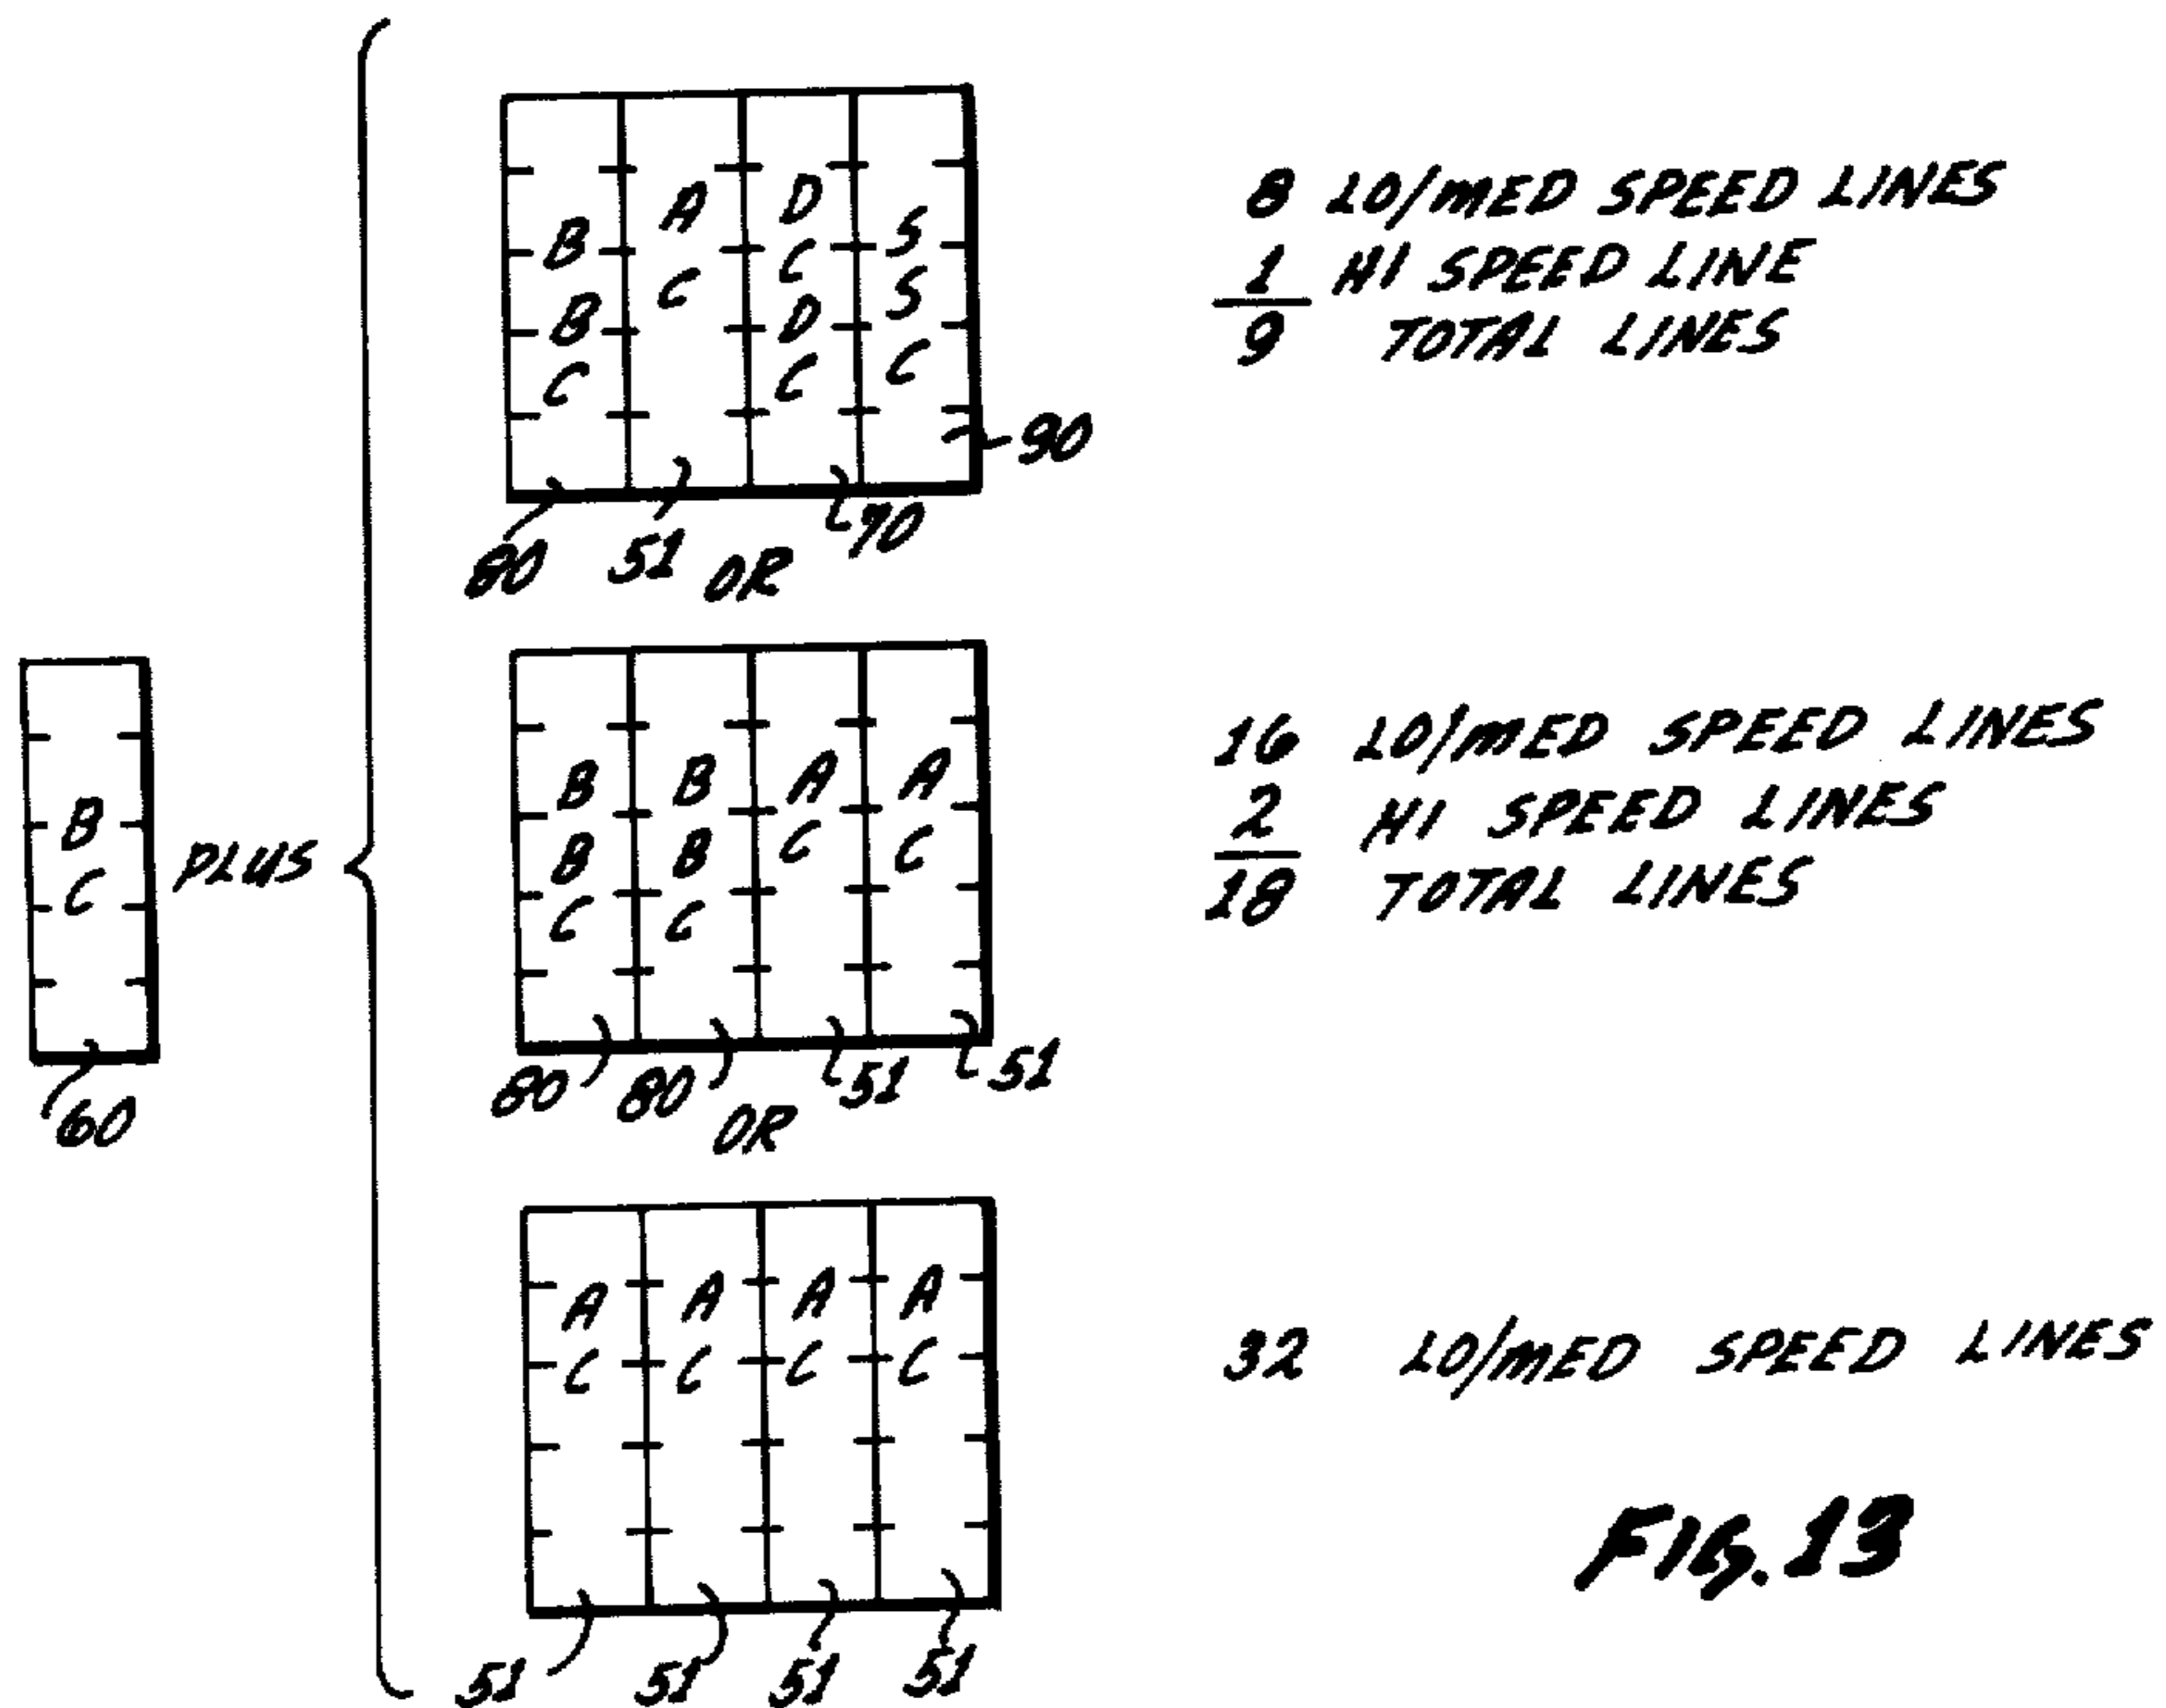 B
C
60
PLUS
B
B
C
A
C
D
C
D
C
S
S
C
80
51
70
90
8 LO/MED SPEED LINES
1 HI SPEED LINE
9 TOTAL LINES
OR
B
B
C
B
B
C
A
C
A
C
80
80
51
51
16 LO/MED SPEED LINES
2 HI SPEED LINES
18 TOTAL LINES
OR
A
C
A
C
A
C
A
C
51
51
51
51
32 LO/MED SPEED LINES
FIG. 13